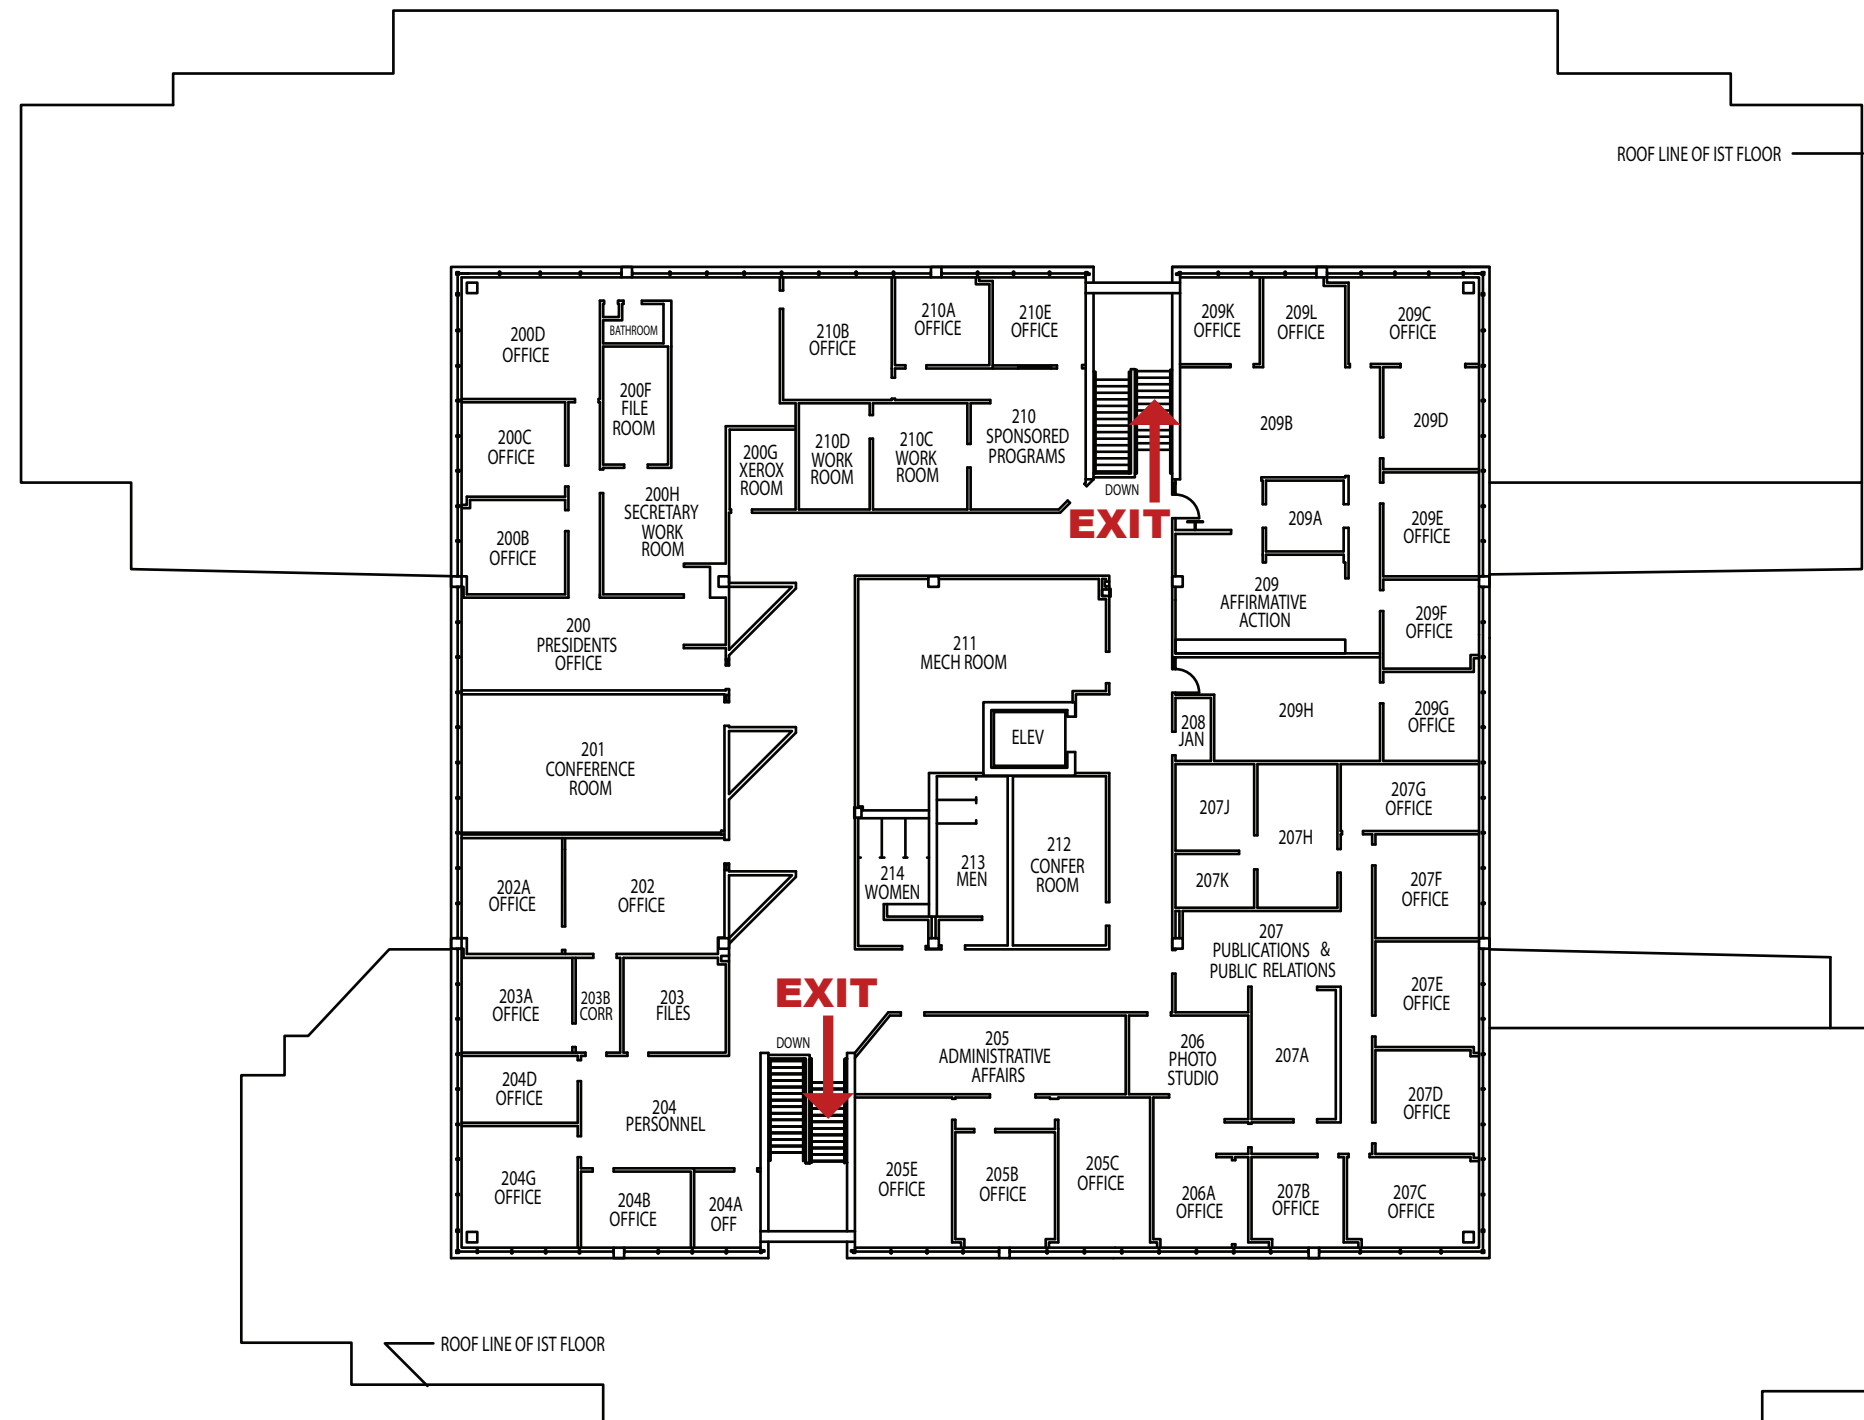 ROOF LINE OF IST FLOOR
200D
OFFICE
BATHROOM
200F
FILE
ROOM
200C
OFFICE
200B
OFFICE
200H
SECRETARY
WORK
ROOM
200G
XEROX
ROOM
200
PRESIDENTS
OFFICE
210B
OFFICE
210A
OFFICE
210E
OFFICE
210D
WORK
ROOM
210C
WORK
ROOM
210
SPONSORED
PROGRAMS
DOWN
EXIT
209K
OFFICE
209L
OFFICE
209C
OFFICE
209B
209D
209A
209E
OFFICE
209
AFFIRMATIVE
ACTION
209F
OFFICE
209H
209G
OFFICE
208
JAN
211
MECH ROOM
ELEV
201
CONFERENCE
ROOM
202A
OFFICE
202
OFFICE
214
WOMEN
213
MEN
212
CONFER
ROOM
207J
207H
207G
OFFICE
207K
207F
OFFICE
207
PUBLICATIONS &
PUBLIC RELATIONS
207E
OFFICE
203A
OFFICE
203B
CORR
203
FILES
EXIT
DOWN
204D
OFFICE
204
PERSONNEL
204G
OFFICE
204B
OFFICE
204A
OFF
205
ADMINISTRATIVE
AFFAIRS
206
PHOTO
STUDIO
207A
207D
OFFICE
205E
OFFICE
205B
OFFICE
205C
OFFICE
206A
OFFICE
207B
OFFICE
207C
OFFICE
ROOF LINE OF IST FLOOR